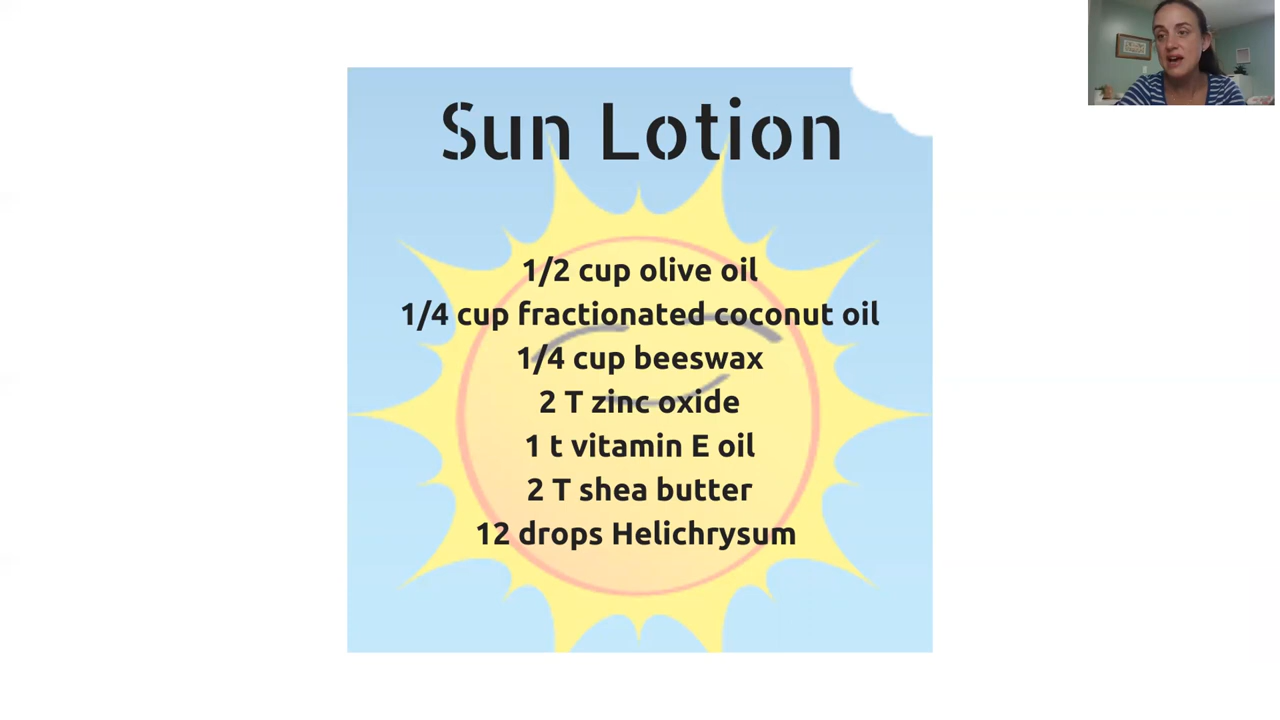 Sun Lotion
1/2 cup olive oil
1/4 cup fractionated coconut oil
1/4 cup beeswax
2 T zinc oxide
1 t vitamin E oil
2 T shea butter
12 drops Helichrysum